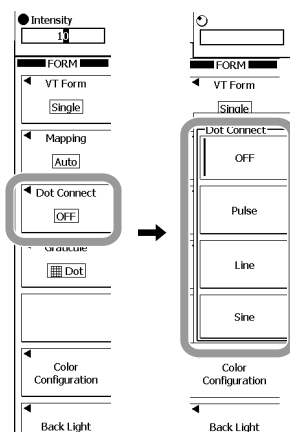 Intensity
10
FORM
VT Form
Single
Mapping
Auto
Dot Connect
OFF
Graticule
Dot
Color
Configuration
Back Light
FORM
VT Form
Single
Dot Connect
OFF
Pulse
Line
Sine
Color
Configuration
Back Light